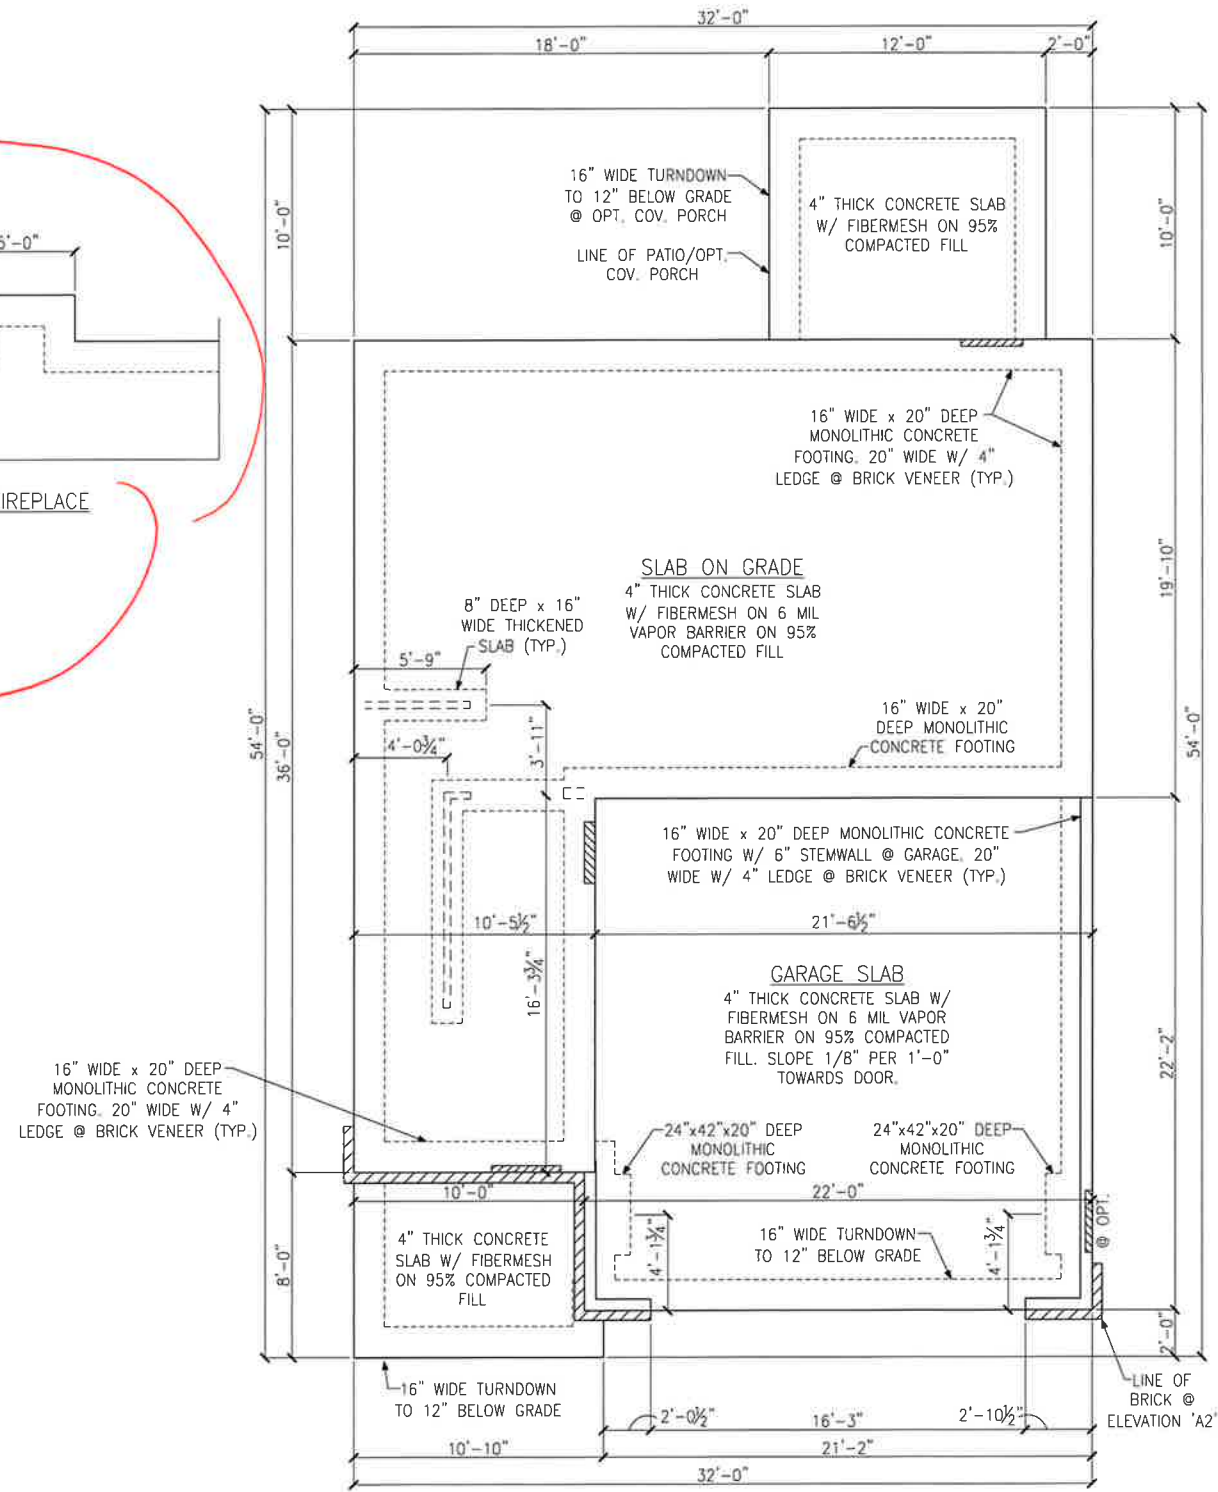 32'-0"
18'-0"
12'-0"
2'-0"
16" WIDE TURNDOWN
TO 12" BELOW GRADE
@ OPT. COV. PORCH
LINE OF PATIO/OPT.
COV. PORCH
4" THICK CONCRETE SLAB
W/ FIBERMESH ON 95%
COMPACTED FILL
10'-0"
10'-0"
IREPLACE
16" WIDE x 20" DEEP
MONOLITHIC CONCRETE
FOOTING. 20" WIDE W/ 4"
LEDGE @ BRICK VENEER (TYP.)
SLAB ON GRADE
4" THICK CONCRETE SLAB
W/ FIBERMESH ON 6 MIL
VAPOR BARRIER ON 95%
COMPACTED FILL
8" DEEP x 16"
WIDE THICKENED
SLAB (TYP.)
5'-9"
19'-10"
16" WIDE x 20"
DEEP MONOLITHIC
CONCRETE FOOTING
54'-0"
36'-0"
4'-0¾"
3'-11"
54'-0"
16" WIDE x 20" DEEP MONOLITHIC CONCRETE
FOOTING W/ 6" STEMWALL @ GARAGE. 20"
WIDE W/ 4" LEDGE @ BRICK VENEER (TYP.)
10'-5½"
21'-6½"
16'-3¾"
GARAGE SLAB
4" THICK CONCRETE SLAB W/
FIBERMESH ON 6 MIL VAPOR
BARRIER ON 95% COMPACTED
FILL. SLOPE 1/8" PER 1'-0"
TOWARDS DOOR.
22'-2"
16" WIDE x 20" DEEP
MONOLITHIC CONCRETE
FOOTING. 20" WIDE W/ 4"
LEDGE @ BRICK VENEER (TYP.)
24"x42"x20" DEEP
MONOLITHIC
CONCRETE FOOTING
24"x42"x20" DEEP
MONOLITHIC
CONCRETE FOOTING
10'-0"
22'-0"
@ OPT.
4" THICK CONCRETE
SLAB W/ FIBERMESH
ON 95% COMPACTED
FILL
8'-0"
4'-1¾"
16" WIDE TURNDOWN
TO 12" BELOW GRADE
4'-1¾"
2'-0"
16" WIDE TURNDOWN
TO 12" BELOW GRADE
LINE OF
BRICK @
ELEVATION 'A2'
2'-0½"
16'-3"
2'-10½"
10'-10"
21'-2"
32'-0"